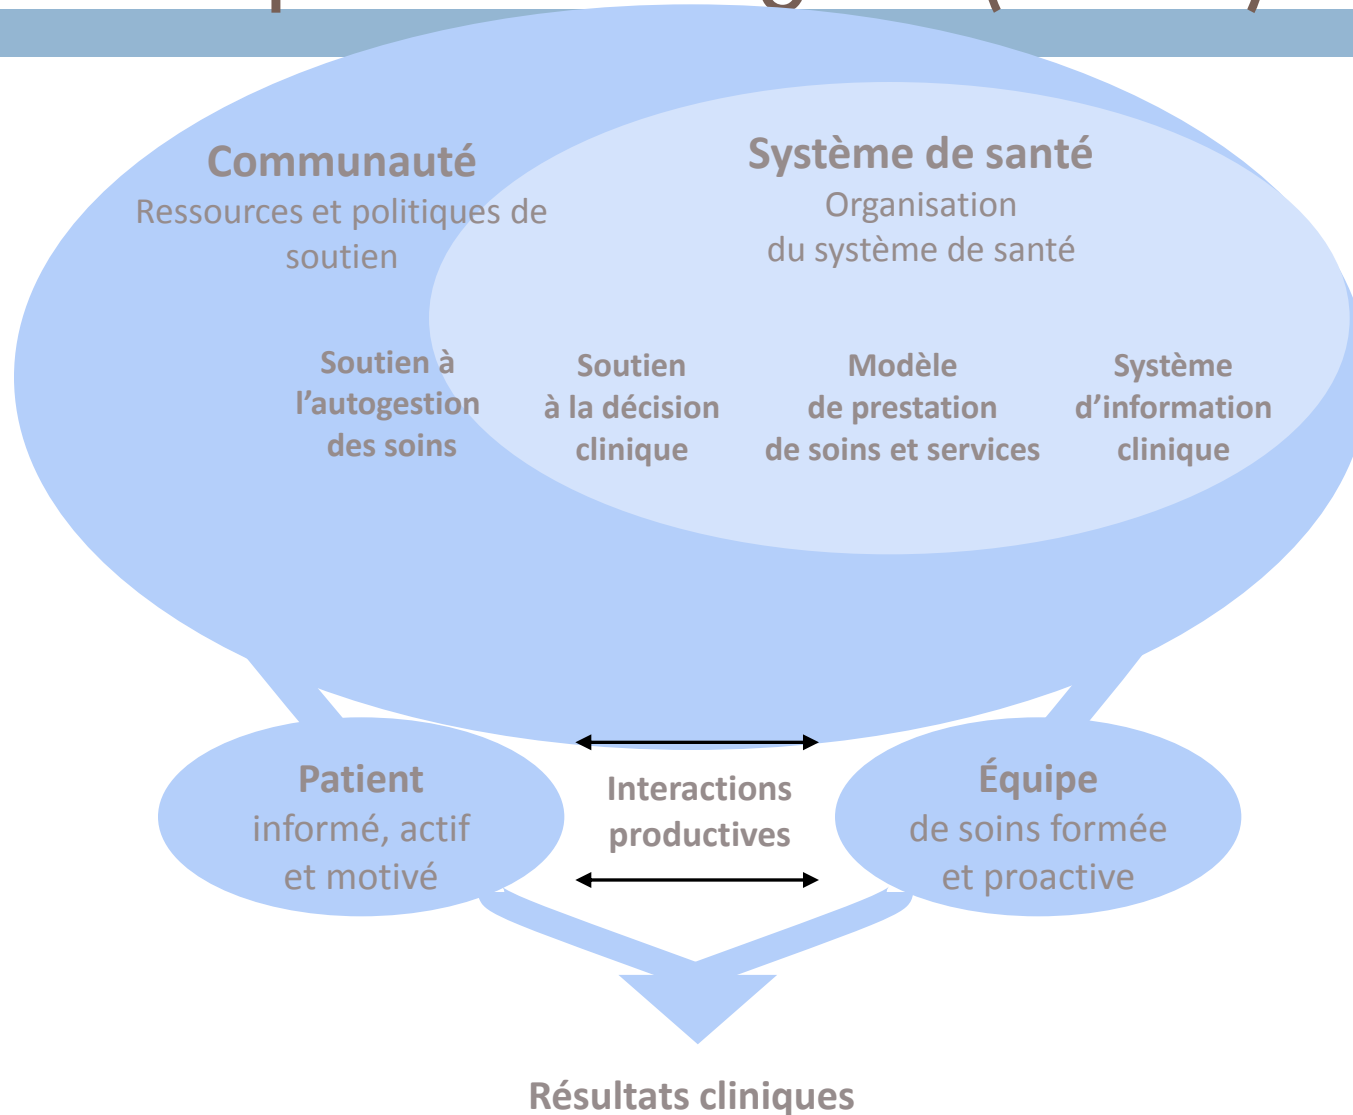 Communauté
Ressources et politiques de
soutien
Système de santé
Organisation
du système de santé
Soutien à
l’autogestion
des soins
Soutien
à la décision
clinique
Modèle
de prestation
de soins et services
Système
d’information
clinique
Patient
informé, actif
et motivé
Interactions
productives
Équipe
de soins formée
et proactive
Résultats cliniques